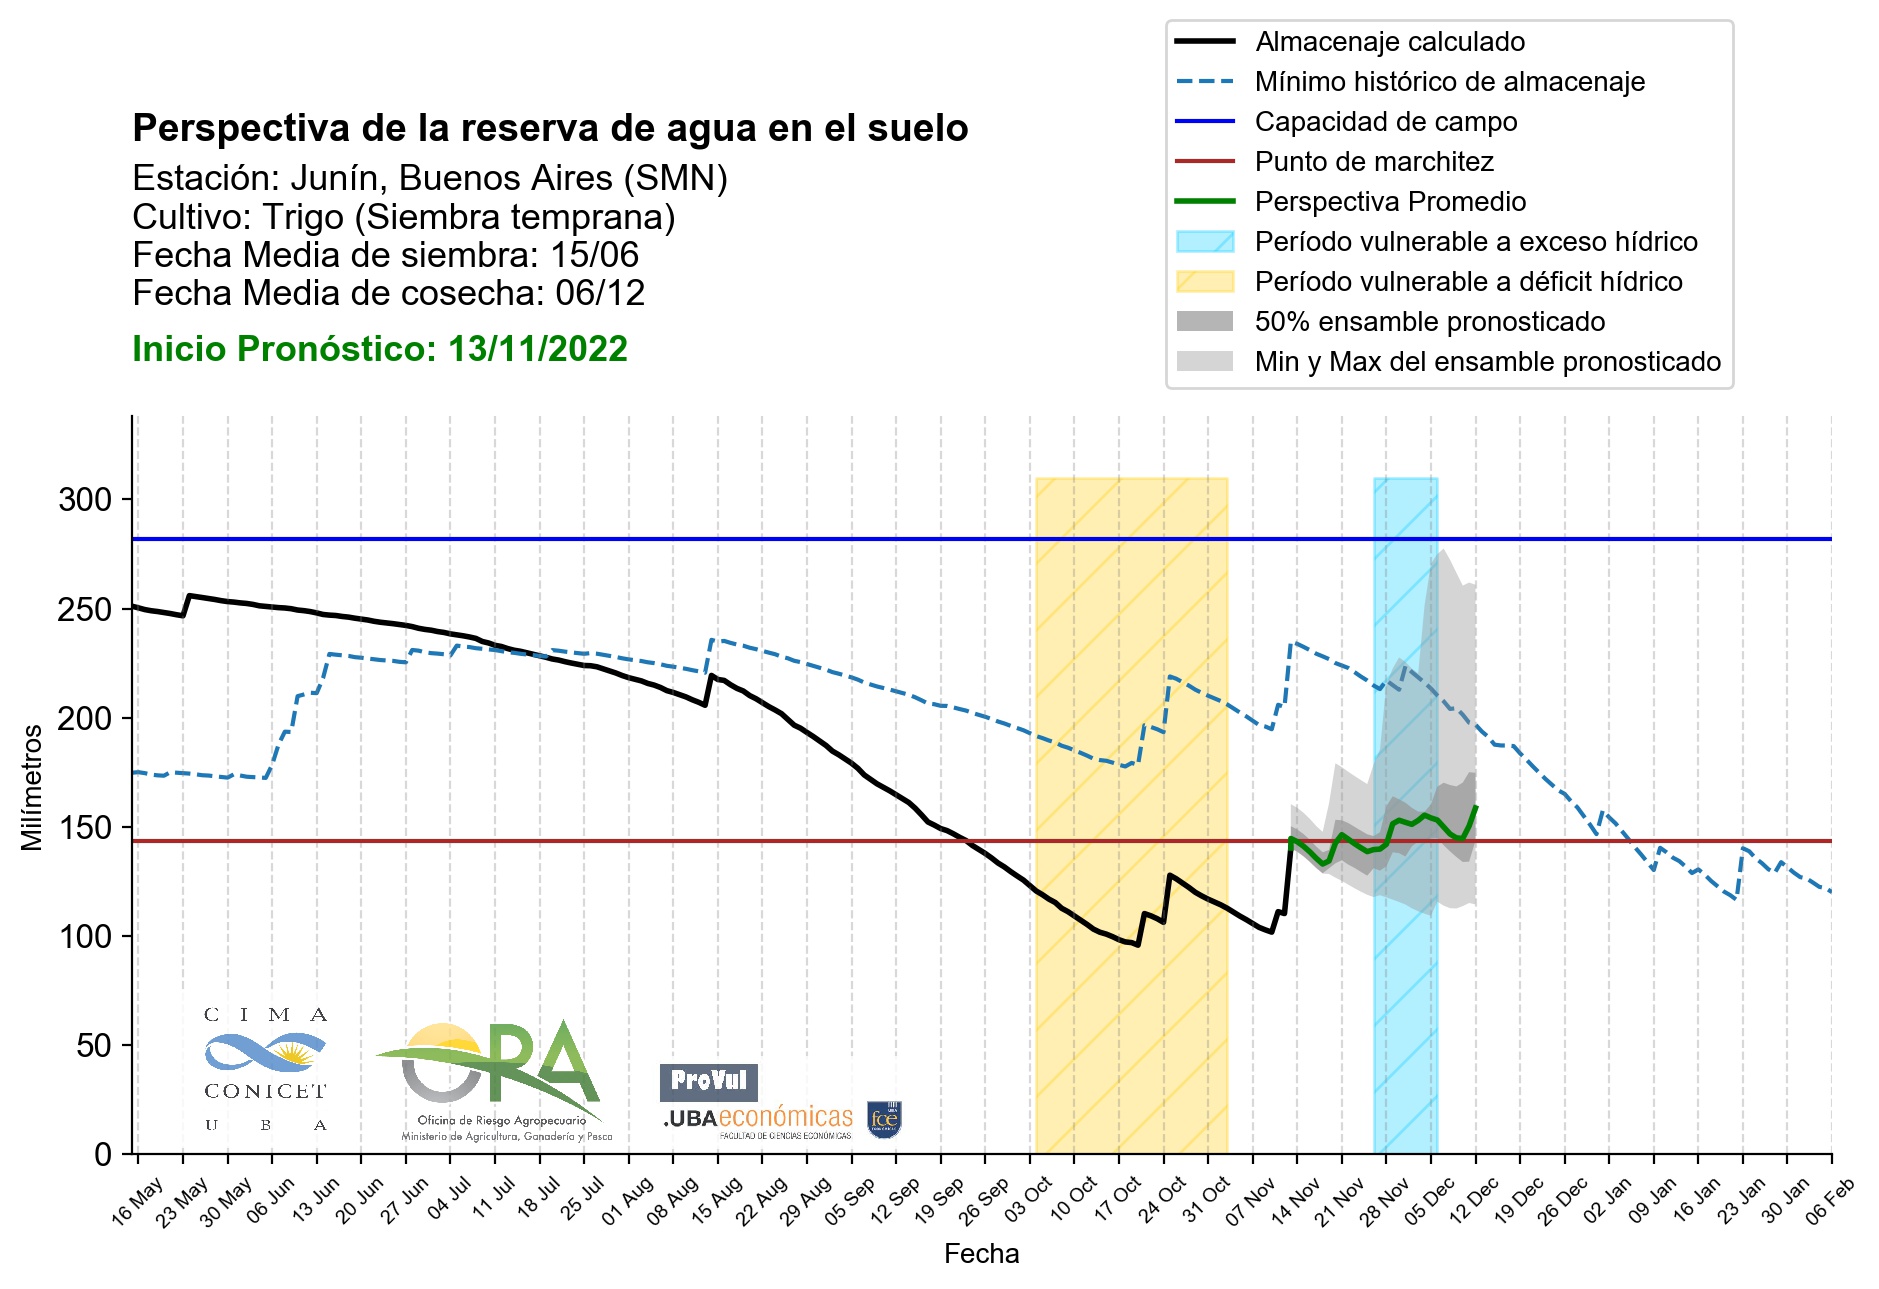 Almacenaje calculado
Mínimo histórico de almacenaje
Capacidad de campo
Punto de marchitez
Perspectiva Promedio
Período vulnerable a exceso hídrico
Período vulnerable a déficit hídrico
50% ensamble pronosticado
Min y Max del ensamble pronosticado
Perspectiva de la reserva de agua en el suelo
Estación: Junín, Buenos Aires (SMN)
Cultivo: Trigo (Siembra temprana)
Fecha Media de siembra: 15/06
Fecha Media de cosecha: 06/12
Inicio Pronóstico: 13/11/2022
Milímetros
300
250
200
150
100
50
0
C I M A
CONICET
U B A
ORA
Oficina de Riesgo Agropecuario
Ministerio de Agricultura, Ganadería y Pesca
ProVul
.UBAeconómicas
FACULTAD DE CIENCIAS ECONÓMICAS
fce
16 May 23 May 30 May 06 Jun 13 Jun 20 Jun 27 Jun 04 Jul 11 Jul 18 Jul 25 Jul 01 Aug 08 Aug 15 Aug 22 Aug 29 Aug 05 Sep 12 Sep 19 Sep 26 Sep 03 Oct 10 Oct 17 Oct 24 Oct 31 Oct 07 Nov 14 Nov 21 Nov 28 Nov 05 Dec 12 Dec 19 Dec 26 Dec 02 Jan 09 Jan 16 Jan 23 Jan 30 Jan 06 Feb
Fecha